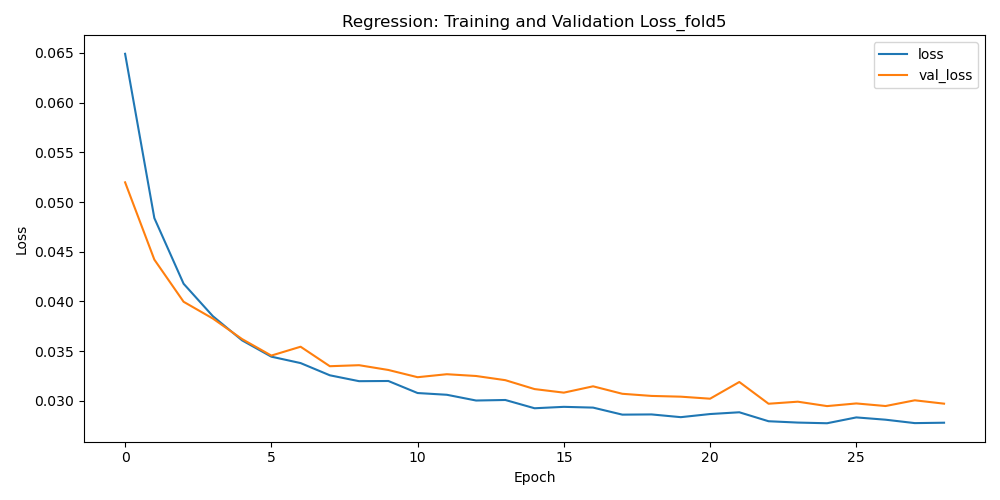 Regression: Training and Validation Loss_fold5
loss
val_loss
0.065
0.060
0.055
0.050
0.045
0.040
0.035
0.030
Loss
0 5 10 15 20 25
Epoch